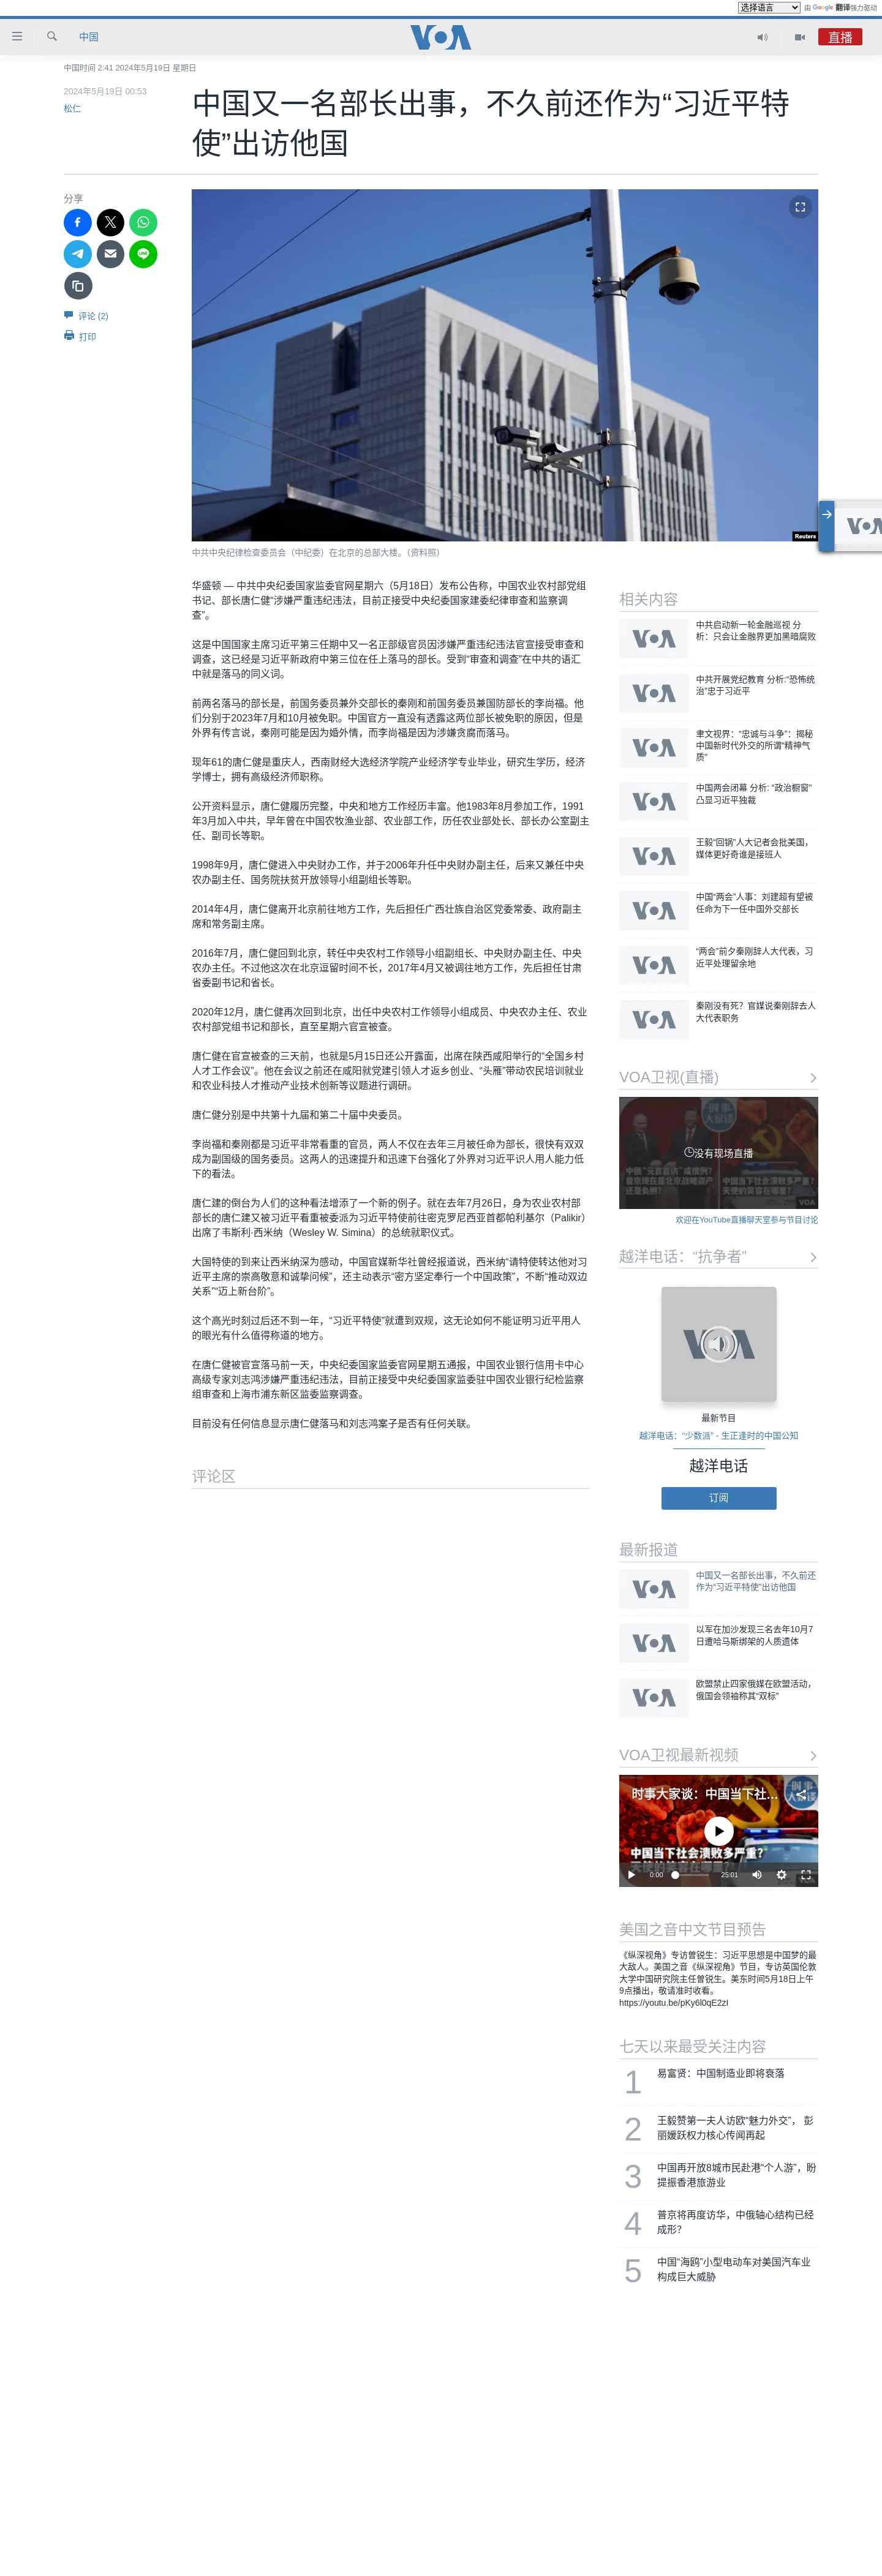 选择语言 由 Google 翻译强力驱动
中国
VOA
直播
中国时间 2:41 2024年5月19日 星期日
2024年5月19日 00:53
松仁
中国又一名部长出事，不久前还作为“习近平特
使”出访他国
分享
评论 (2)
打印
Reuters
中共中央纪律检查委员会（中纪委）在北京的总部大楼。（资料照）
华盛顿 — 中共中央纪委国家监委官网星期六（5月18日）发布公告称，中国农业农村部党组
书记、部长唐仁健“涉嫌严重违纪违法，目前正接受中央纪委国家建委纪律审查和监察调
查”。
这是中国国家主席习近平第三任期中又一名正部级官员因涉嫌严重违纪违法官宣接受审查和
调查，这已经是习近平新政府中第三位在任上落马的部长。受到“审查和调查”在中共的语汇
中就是落马的同义词。
前两名落马的部长是，前国务委员兼外交部长的秦刚和前国务委员兼国防部长的李尚福。他
们分别于2023年7月和10月被免职。中国官方一直没有透露这两位部长被免职的原因，但是
外界有传言说，秦刚可能是因为婚外情，而李尚福是因为涉嫌贪腐而落马。
现年61的唐仁健是重庆人，西南财经大选经济学院产业经济学专业毕业，研究生学历，经济
学博士，拥有高级经济师职称。
公开资料显示，唐仁健履历完整，中央和地方工作经历丰富。他1983年8月参加工作，1991
年3月加入中共，早年曾在中国农牧渔业部、农业部工作，历任农业部处长、部长办公室副主
任、副司长等职。
1998年9月，唐仁健进入中央财办工作，并于2006年升任中央财办副主任，后来又兼任中央
农办副主任、国务院扶贫开放领导小组副组长等职。
2014年4月，唐仁健离开北京前往地方工作，先后担任广西壮族自治区党委常委、政府副主
席和常务副主席。
2016年7月，唐仁健回到北京，转任中央农村工作领导小组副组长、中央财办副主任、中央
农办主任。不过他这次在北京逗留时间不长，2017年4月又被调往地方工作，先后担任甘肃
省委副书记和省长。
2020年12月，唐仁健再次回到北京，出任中央农村工作领导小组成员、中央农办主任、农业
农村部党组书记和部长，直至星期六官宣被查。
唐仁健在官宣被查的三天前，也就是5月15日还公开露面，出席在陕西咸阳举行的“全国乡村
人才工作会议”。他在会议之前还在咸阳就党建引领人才返乡创业、“头雁”带动农民培训就业
和农业科技人才推动产业技术创新等议题进行调研。
唐仁健分别是中共第十九届和第二十届中央委员。
李尚福和秦刚都是习近平非常看重的官员，两人不仅在去年三月被任命为部长，很快有双双
成为副国级的国务委员。这两人的迅速提升和迅速下台强化了外界对习近平识人用人能力低
下的看法。
唐仁建的倒台为人们的这种看法增添了一个新的例子。就在去年7月26日，身为农业农村部
部长的唐仁建又被习近平看重被委派为习近平特使前往密克罗尼西亚首都帕利基尔（Palikir）
出席了韦斯利·西米纳（Wesley W. Simina）的总统就职仪式。
大国特使的到来让西米纳深为感动，中国官媒新华社曾经报道说，西米纳“请特使转达他对习
近平主席的崇高敬意和诚挚问候”，还主动表示“密方坚定奉行一个中国政策”，不断“推动双边
关系”“迈上新台阶”。
这个高光时刻过后还不到一年，“习近平特使”就遭到双规，这无论如何不能证明习近平用人
的眼光有什么值得称道的地方。
在唐仁健被官宣落马前一天，中央纪委国家监委官网星期五通报，中国农业银行信用卡中心
高级专家刘志鸿涉嫌严重违纪违法，目前正接受中央纪委国家监委驻中国农业银行纪检监察
组审查和上海市浦东新区监委监察调查。
目前没有任何信息显示唐仁健落马和刘志鸿案子是否有任何关联。
评论区
相关内容
中共启动新一轮金融巡视 分
析：只会让金融界更加黑暗腐败
中共开展党纪教育 分析:“恐怖统
治”忠于习近平
聿文视界：“忠诚与斗争”：揭秘
中国新时代外交的所谓“精神气
质”
中国两会闭幕 分析: “政治橱窗”
凸显习近平独裁
王毅“回锅”人大记者会批美国，
媒体更好奇谁是接班人
中国“两会”人事：刘建超有望被
任命为下一任中国外交部长
“两会”前夕秦刚辞人大代表，习
近平处理留余地
秦刚没有死？官媒说秦刚辞去人
大代表职务
VOA卫视(直播)
没有现场直播
欢迎在YouTube直播聊天室参与节目讨论
越洋电话：“抗争者”
最新节目
越洋电话：“少数派” - 生正逢时的中国公知
越洋电话
订阅
最新报道
中国又一名部长出事，不久前还
作为“习近平特使”出访他国
以军在加沙发现三名去年10月7
日遭哈马斯绑架的人质遗体
欧盟禁止四家俄媒在欧盟活动，
俄国会领袖称其“双标”
VOA卫视最新视频
时事大家谈：中国当下社...
中国当下社会溃败多严重？
0:00 25:01
美国之音中文节目预告
《纵深视角》专访曾锐生：习近平思想是中国梦的最
大敌人。美国之音《纵深视角》节目，专访英国伦敦
大学中国研究院主任曾锐生。美东时间5月18日上午
9点播出，敬请准时收看。
https://youtu.be/pKy6l0qE2zI
七天以来最受关注内容
1 易富贤：中国制造业即将衰落
2 王毅赞第一夫人访欧“魅力外交”， 彭
丽媛跃权力核心传闻再起
3 中国再开放8城市民赴港“个人游”，盼
提振香港旅游业
4 普京将再度访华，中俄轴心结构已经
成形？
5 中国“海鸥”小型电动车对美国汽车业
构成巨大威胁